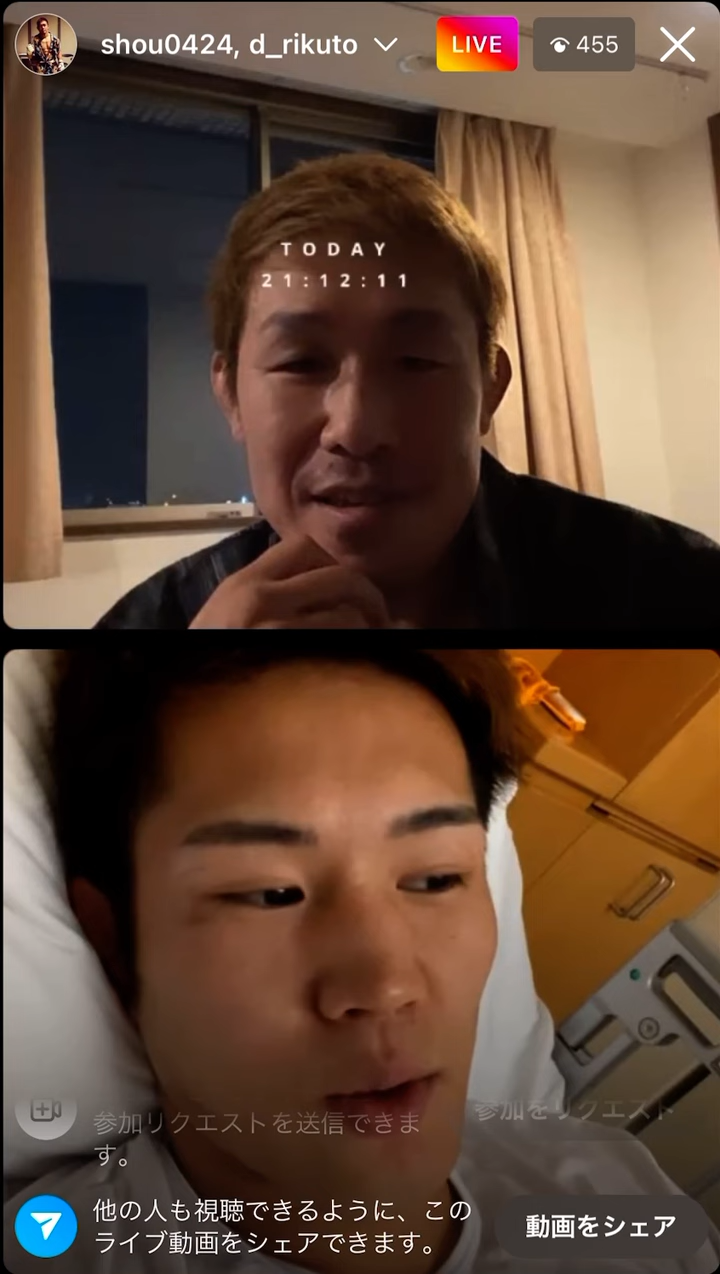 shou0424, d_rikuto
LIVE
455
TODAY
21:12:11
参加リクエストを送信できま
す。
参加をリクエスト
他の人も視聴できるように、この
ライブ動画をシェアできます。
動画をシェア